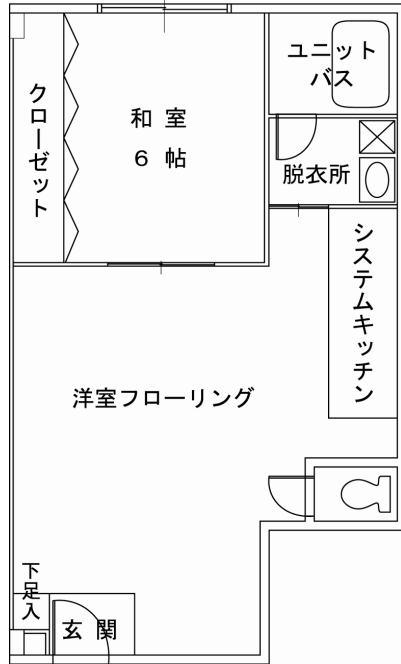 ユニット
バス
クローゼット
和室
６帖
脱衣所
システムキッチン
洋室フローリング
下足入
玄関